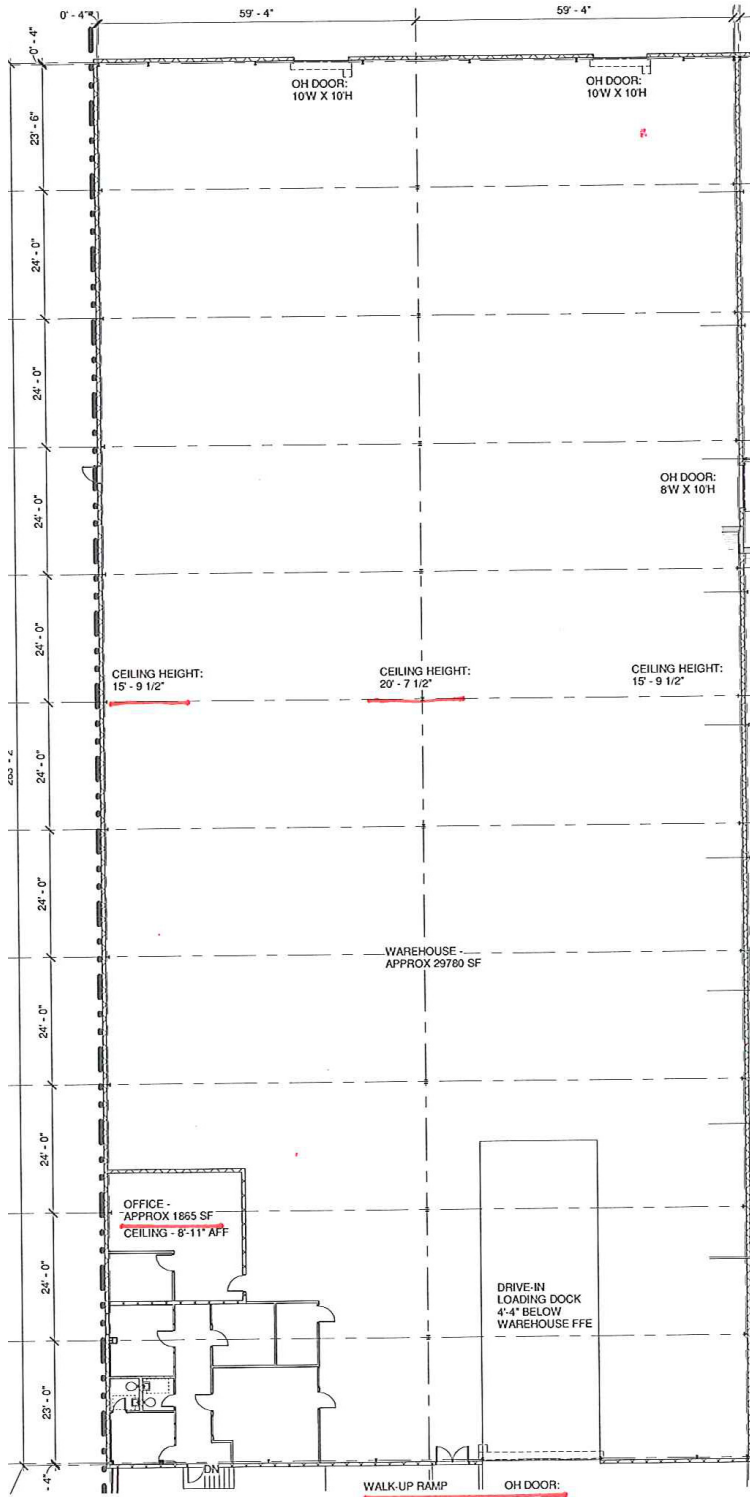 0' - 4"
59' - 4"
59' - 4"
0' - 4"
OH DOOR:
10'W X 10'H
OH DOOR:
10'W X 10'H
23' - 6"
24' - 0"
24' - 0"
24' - 0"
OH DOOR:
8'W X 10'H
24' - 0"
CEILING HEIGHT:
15' - 9 1/2"
CEILING HEIGHT:
20' - 7 1/2"
CEILING HEIGHT:
15' - 9 1/2"
24' - 0"
24' - 0"
WAREHOUSE -
APPROX 29780 SF
24' - 0"
24' - 0"
OFFICE -
APPROX 1865 SF
CEILING - 8'-11" AFF
24' - 0"
DRIVE-IN
LOADING DOCK
4'-4" BELOW
WAREHOUSE FFE
23' - 0"
- 4"
DN
WALK-UP RAMP
OH DOOR: